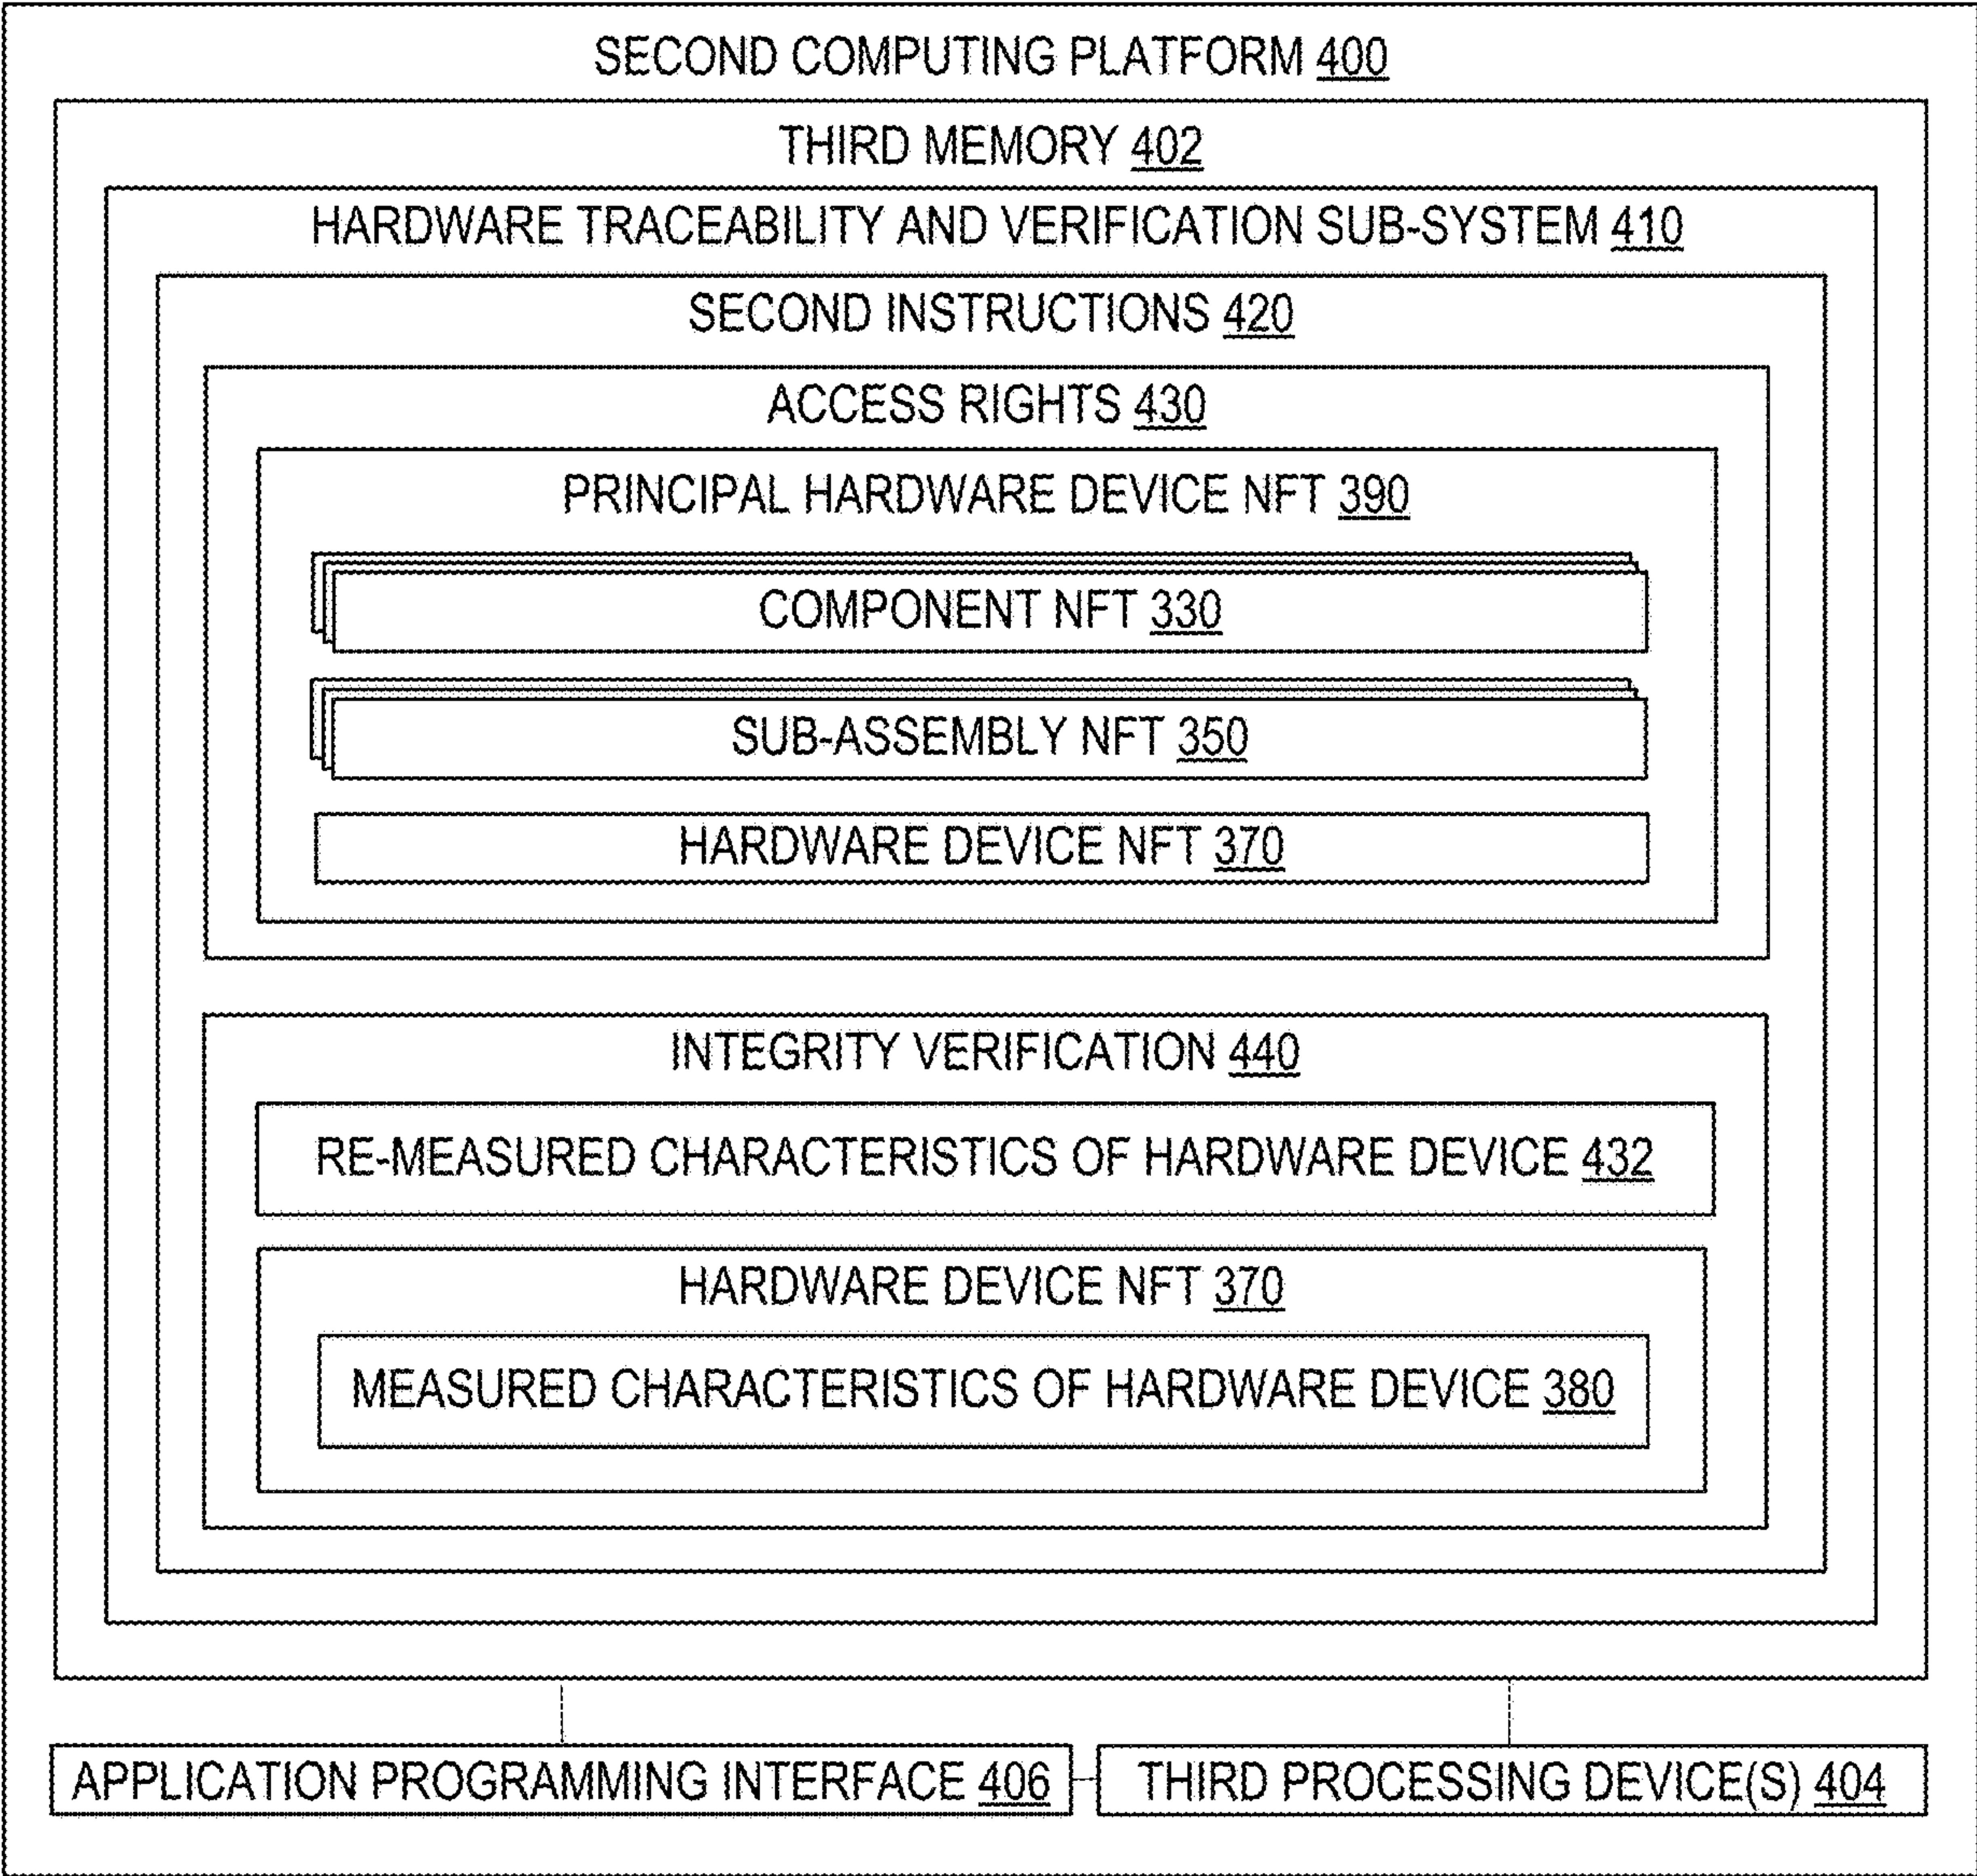 SECOND COMPUTING PLATFORM 400
THIRD MEMORY 402
HARDWARE TRACEABILITY AND VERIFICATION SUB-SYSTEM 410
SECOND INSTRUCTIONS 420
ACCESS RIGHTS 430
PRINCIPAL HARDWARE DEVICE NFT 390
COMPONENT NFT 330
SUB-ASSEMBLY NFT 350
HARDWARE DEVICE NFT 370
INTEGRITY VERIFICATION 440
RE-MEASURED CHARACTERISTICS OF HARDWARE DEVICE 432
HARDWARE DEVICE NFT 370
MEASURED CHARACTERISTICS OF HARDWARE DEVICE 380
APPLICATION PROGRAMMING INTERFACE 406
THIRD PROCESSING DEVICE(S) 404